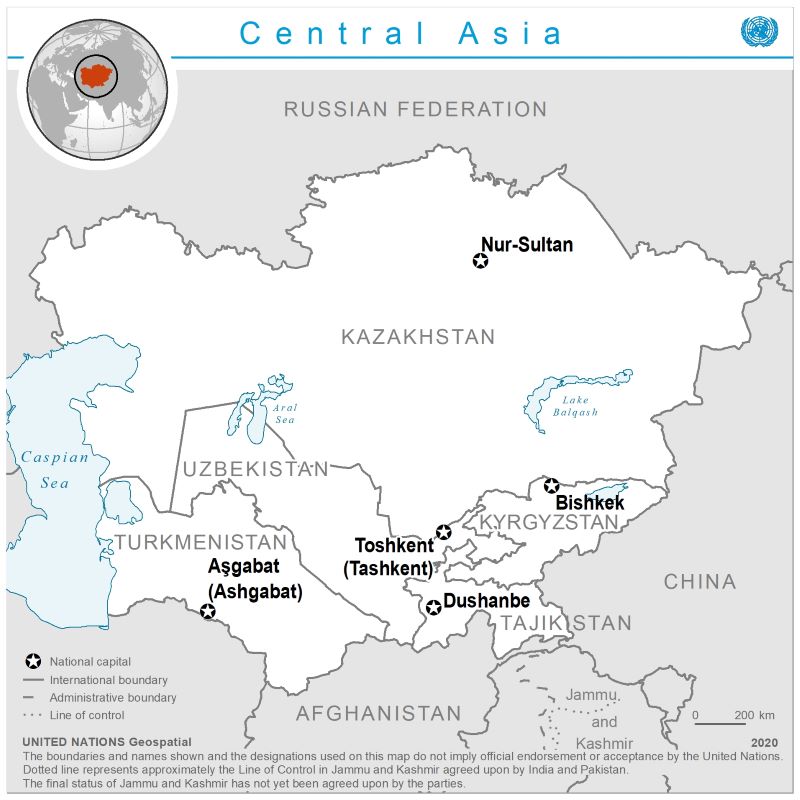 Central Asia
RUSSIAN FEDERATION
Nur-Sultan
KAZAKHSTAN
Aral
Sea
Lake
Balqash
Caspian
Sea
UZBEKISTAN
Bishkek
KYRGYZSTAN
TURKMENISTAN
Toshkent
(Tashkent)
Aşgabat
(Ashgabat)
CHINA
Dushanbe
TAJIKISTAN
National capital
International boundary
Administrative boundary
Line of control
AFGHANISTAN
Jammu
and
Kashmir
0 200 km
UNITED NATIONS Geospatial
2020
The boundaries and names shown and the designations used on this map do not imply official endorsement or acceptance by the United Nations.
Dotted line represents approximately the Line of Control in Jammu and Kashmir agreed upon by India and Pakistan.
The final status of Jammu and Kashmir has not yet been agreed upon by the parties.